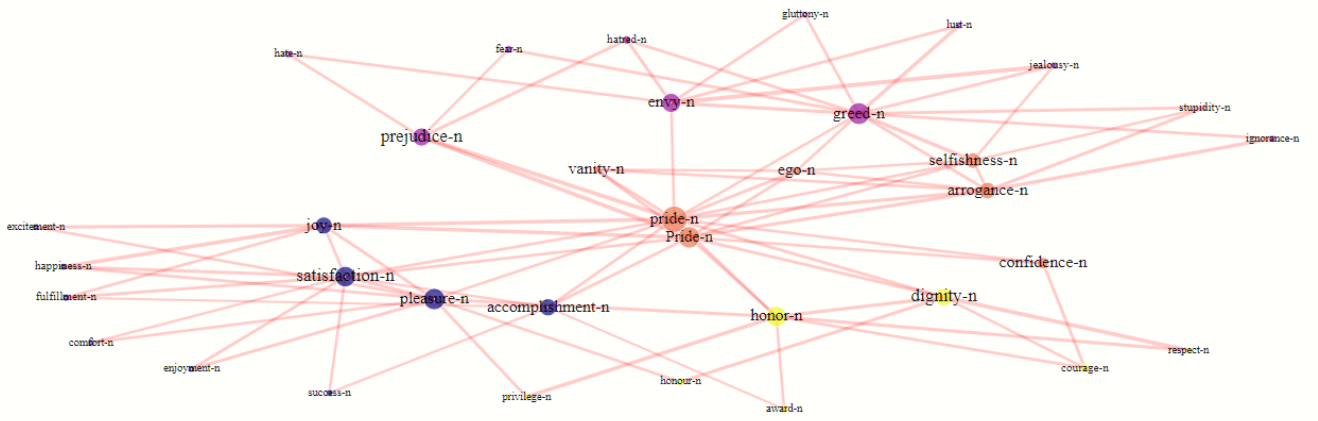 gluttony-n
lust-n
hatred-n
fear-n
hate-n
jealousy-n
envy-n
stupidity-n
greed-n
prejudice-n
ignorance-n
selfishness-n
vanity-n
ego-n
arrogance-n
pride-n
excitement-n
joy-n
Pride-n
happiness-n
confidence-n
satisfaction-n
fulfillment-n
pleasure-n
dignity-n
accomplishment-n
honor-n
comfort-n
respect-n
enjoyment-n
courage-n
honour-n
success-n
privilege-n
award-n